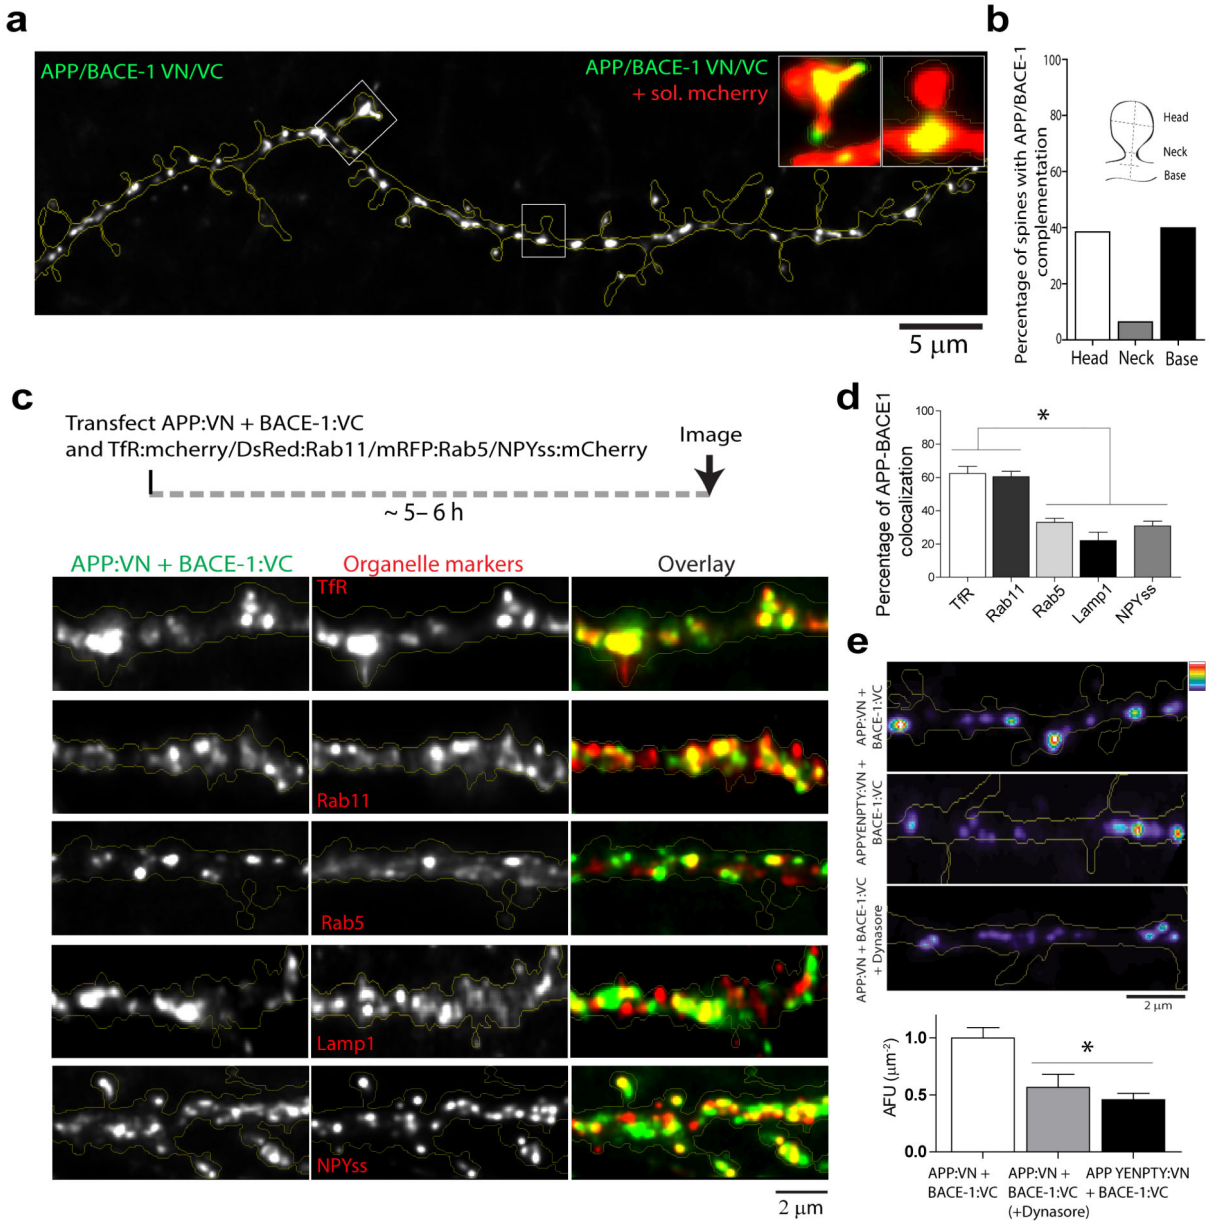 a
APP/BACE-1 VN/VC
APP/BACE-1 VN/VC
+ sol. mcherry
5 μm
b
Percentage of spines with APP/BACE-1
complementation
100
80
60
40
20
0
Head
Neck
Base
Head
Neck
Base
c
Transfect APP:VN + BACE-1:VC
and TfR:mcherry/DsRed:Rab11/mRFP:Rab5/NPYss:mCherry
Image
~ 5– 6 h
APP:VN + BACE-1:VC
Organelle markers
Overlay
TfR
Rab11
Rab5
Lamp1
NPYss
2 μm
d
Percentage of APP-BACE1
colocalization
100
80
60
40
20
0
*
TfR
Rab11
Rab5
Lamp1
NPYss
e
APP:VN +
BACE-1:VC
APPYENPTY:VN +
BACE-1:VC
APP:VN + BACE-1:VC
+ Dynasore
2 μm
AFU (μm⁻²)
1.0
0.5
0.0
*
APP:VN +
BACE-1:VC
APP:VN +
BACE-1:VC
(+Dynasore)
APP YENPTY:VN
+ BACE-1:VC